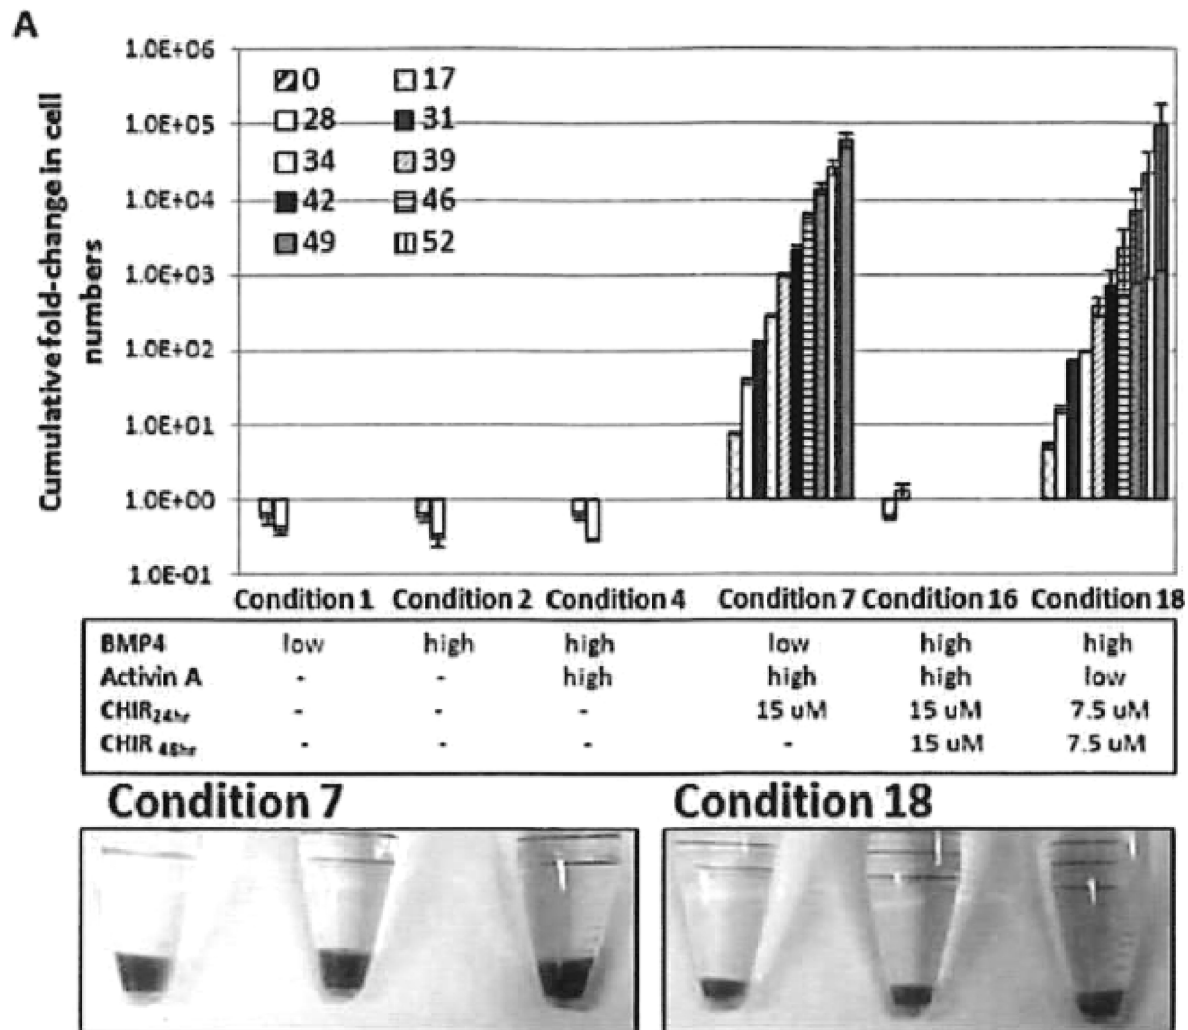 A
Cumulative fold-change in cell numbers
1.0E+06
1.0E+05
1.0E+04
1.0E+03
1.0E+02
1.0E+01
1.0E+00
1.0E-01
0 17
28 31
34 39
42 46
49 52
Condition 1 Condition 2 Condition 4 Condition 7 Condition 16 Condition 18
BMP4 low high high low high high
Activin A - - high high high low
CHIR24hr - - - 15 uM 15 uM 7.5 uM
CHIR 48hr - - - - 15 uM 7.5 uM
Condition 7 Condition 18